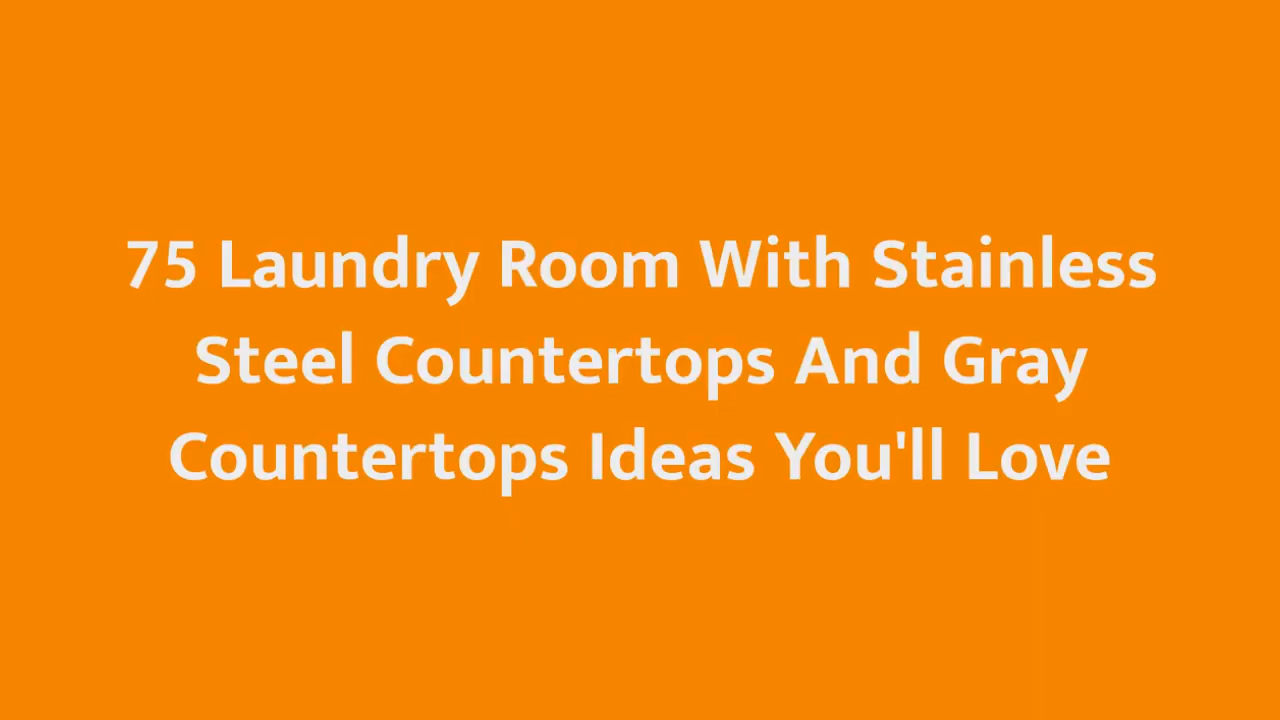 75 Laundry Room With Stainless
Steel Countertops And Gray
Countertops Ideas You'll Love